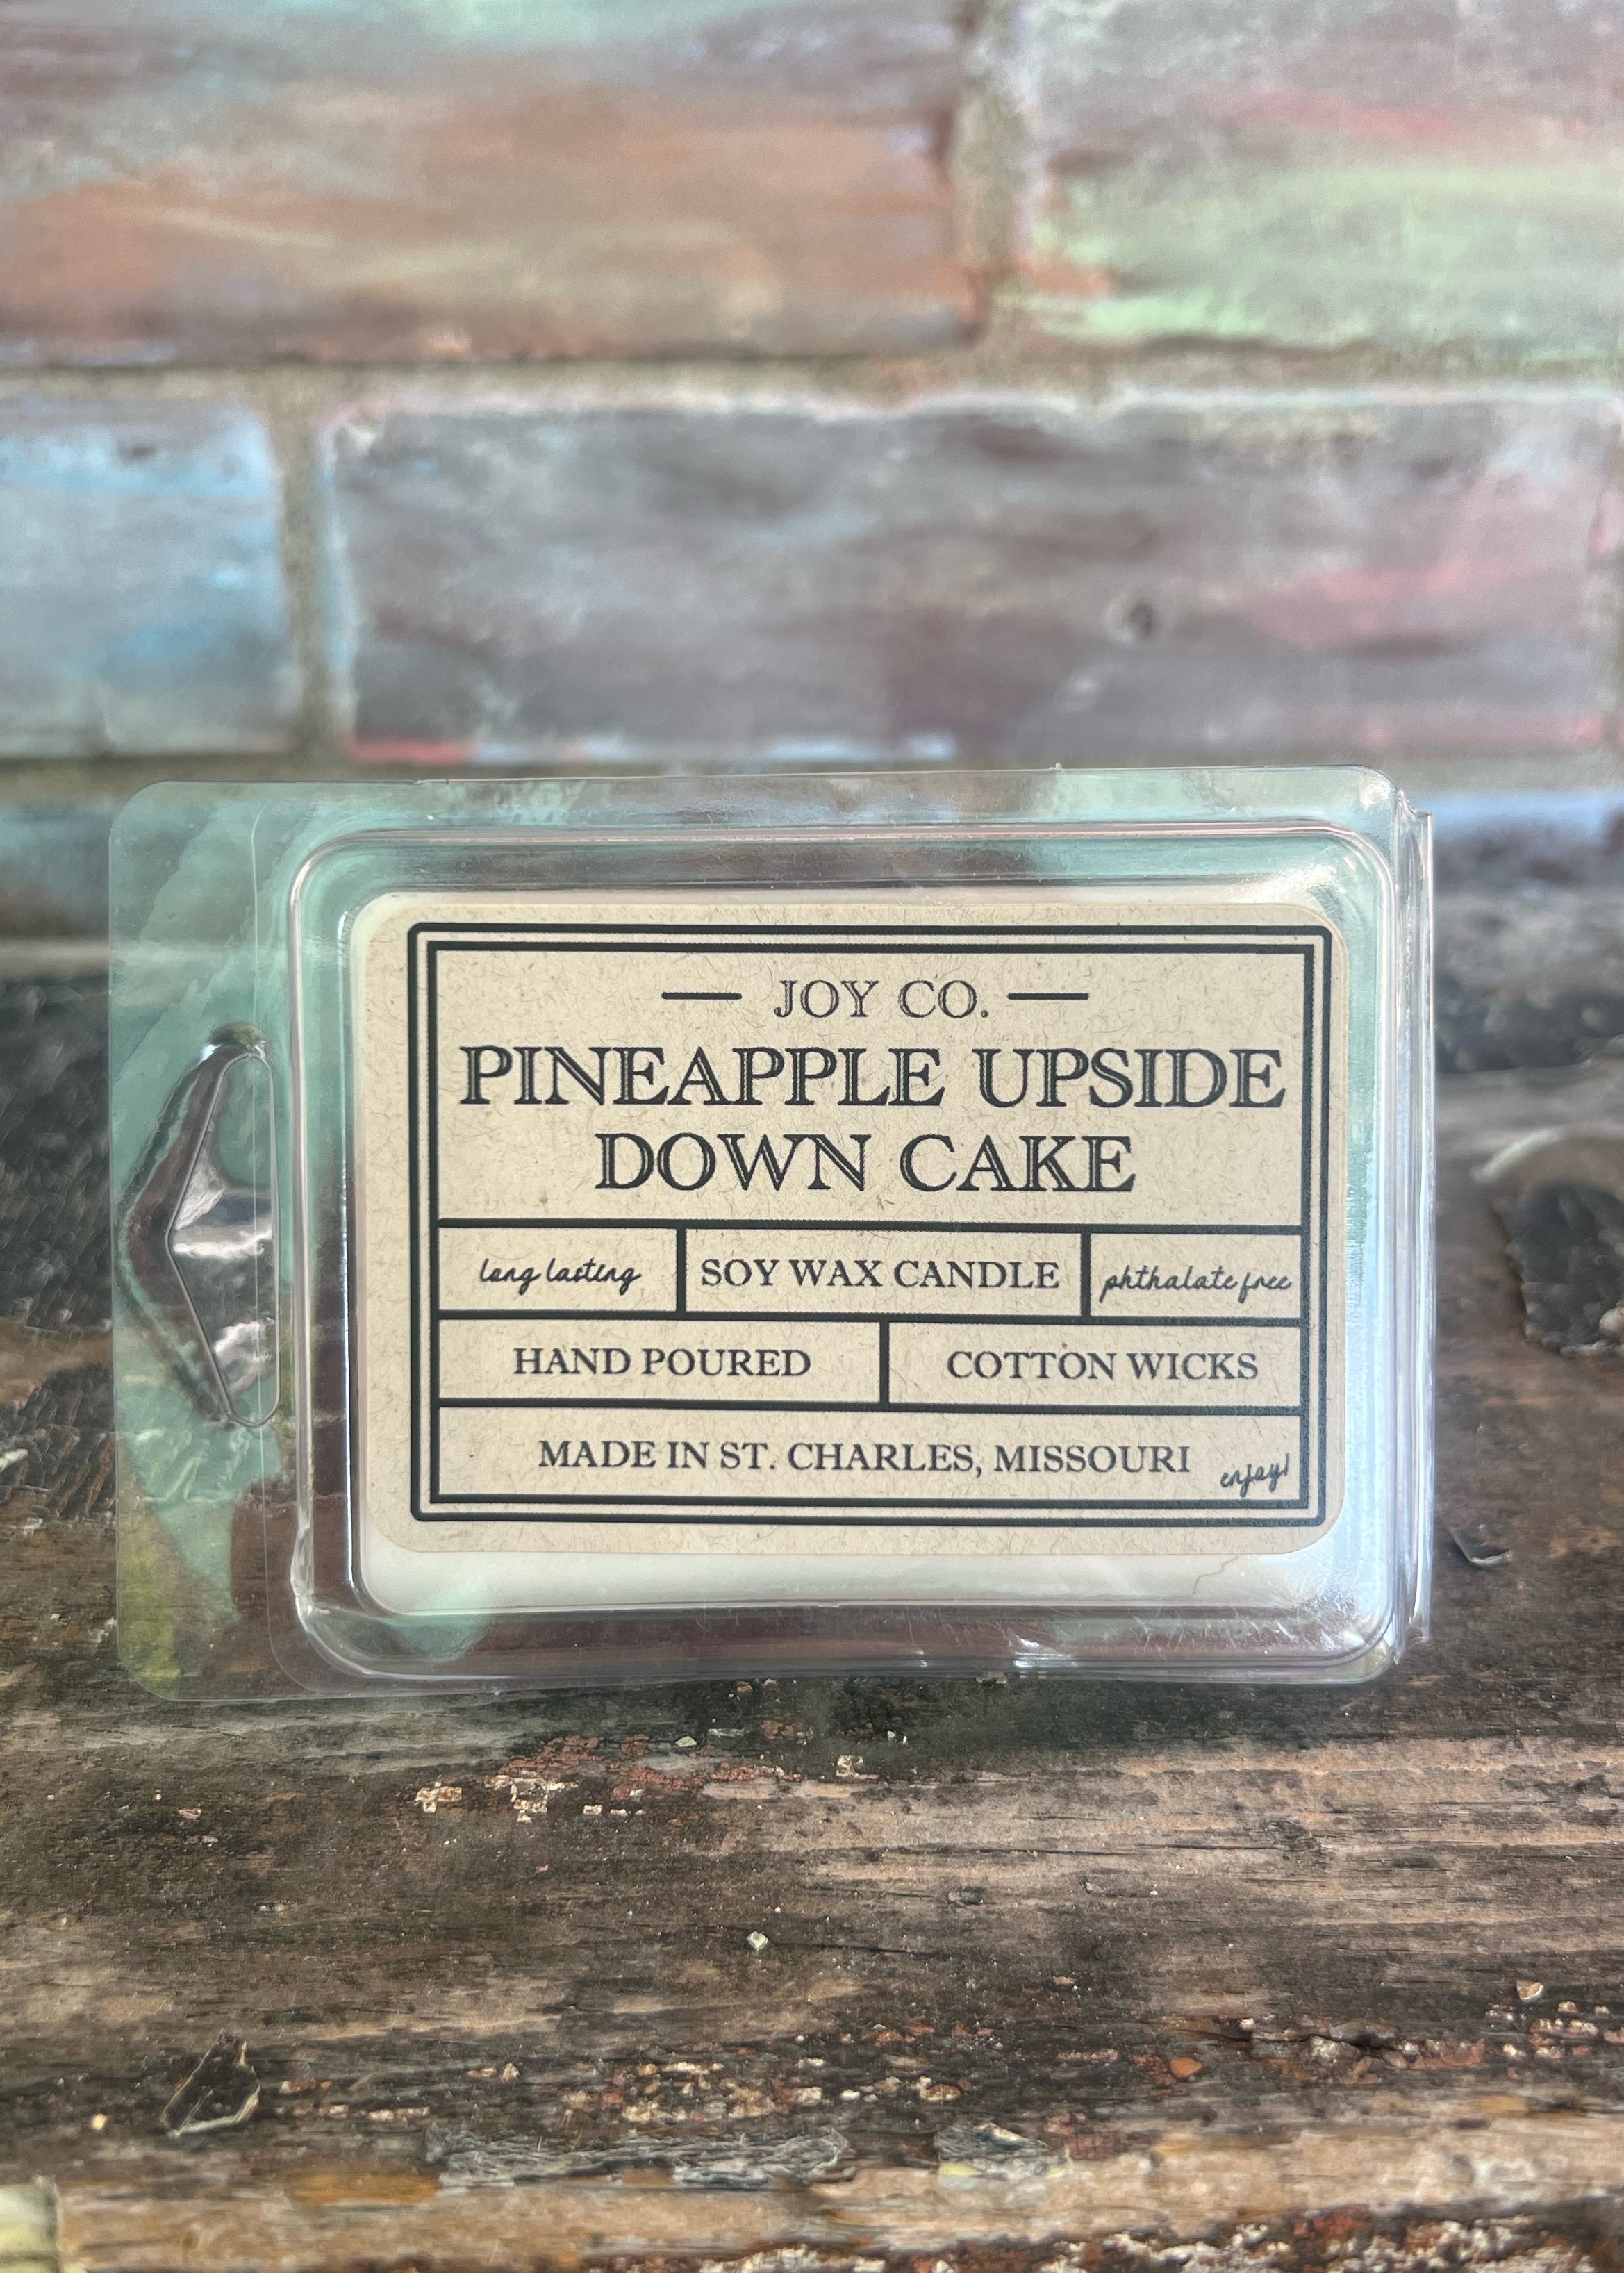 JOY CO.
PINEAPPLE UPSIDE
DOWN CAKE
long lasting
SOY WAX CANDLE
phthalate free
HAND POURED
COTTON WICKS
MADE IN ST. CHARLES, MISSOURI
enjoy!